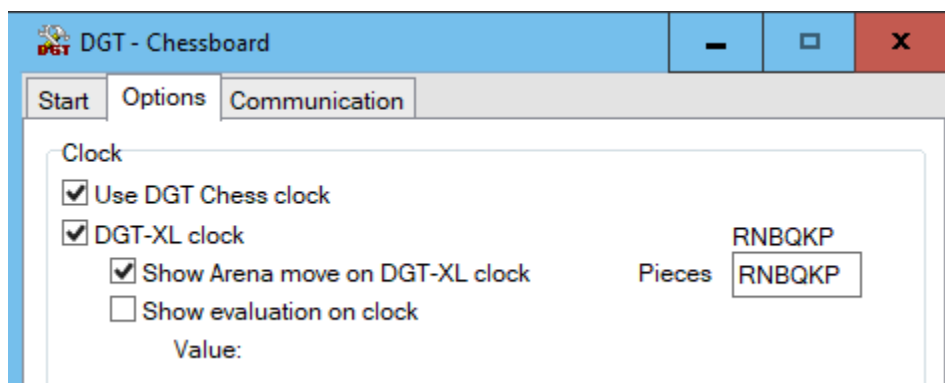 DGT DGT - Chessboard
Start Options Communication
Clock
Use DGT Chess clock
DGT-XL clock RNBQKP
Show Arena move on DGT-XL clock Pieces RNBQKP
Show evaluation on clock
Value: